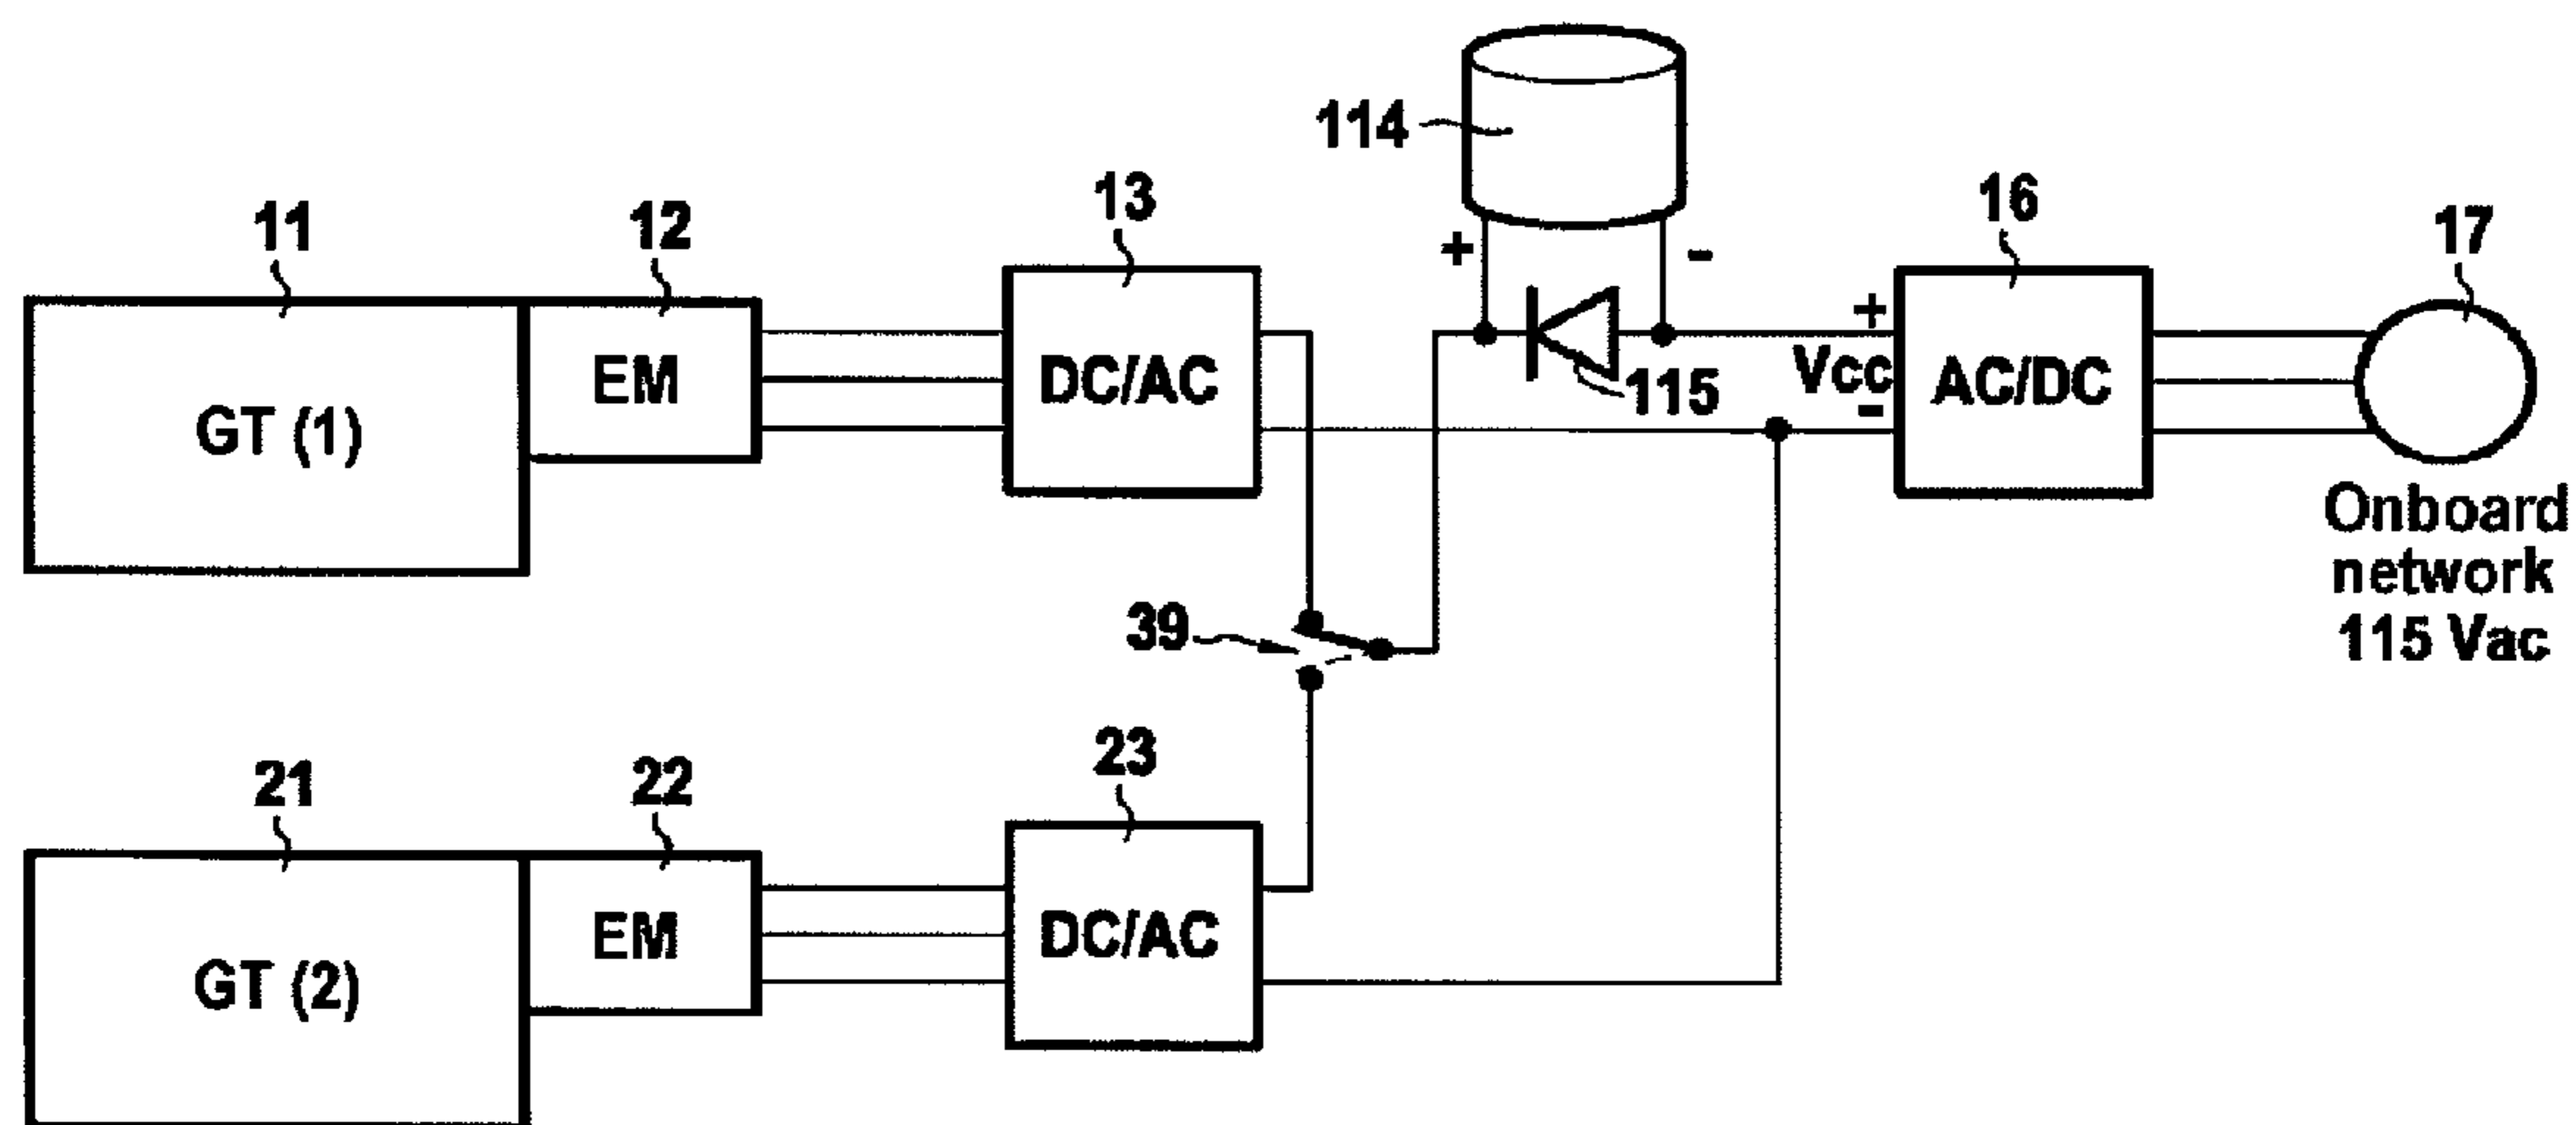 114
11
12
13
16
17
+
-
GT (1)
EM
DC/AC
115
+
Vcc
-
AC/DC
Onboard
network
115 Vac
39
21
22
23
GT (2)
EM
DC/AC